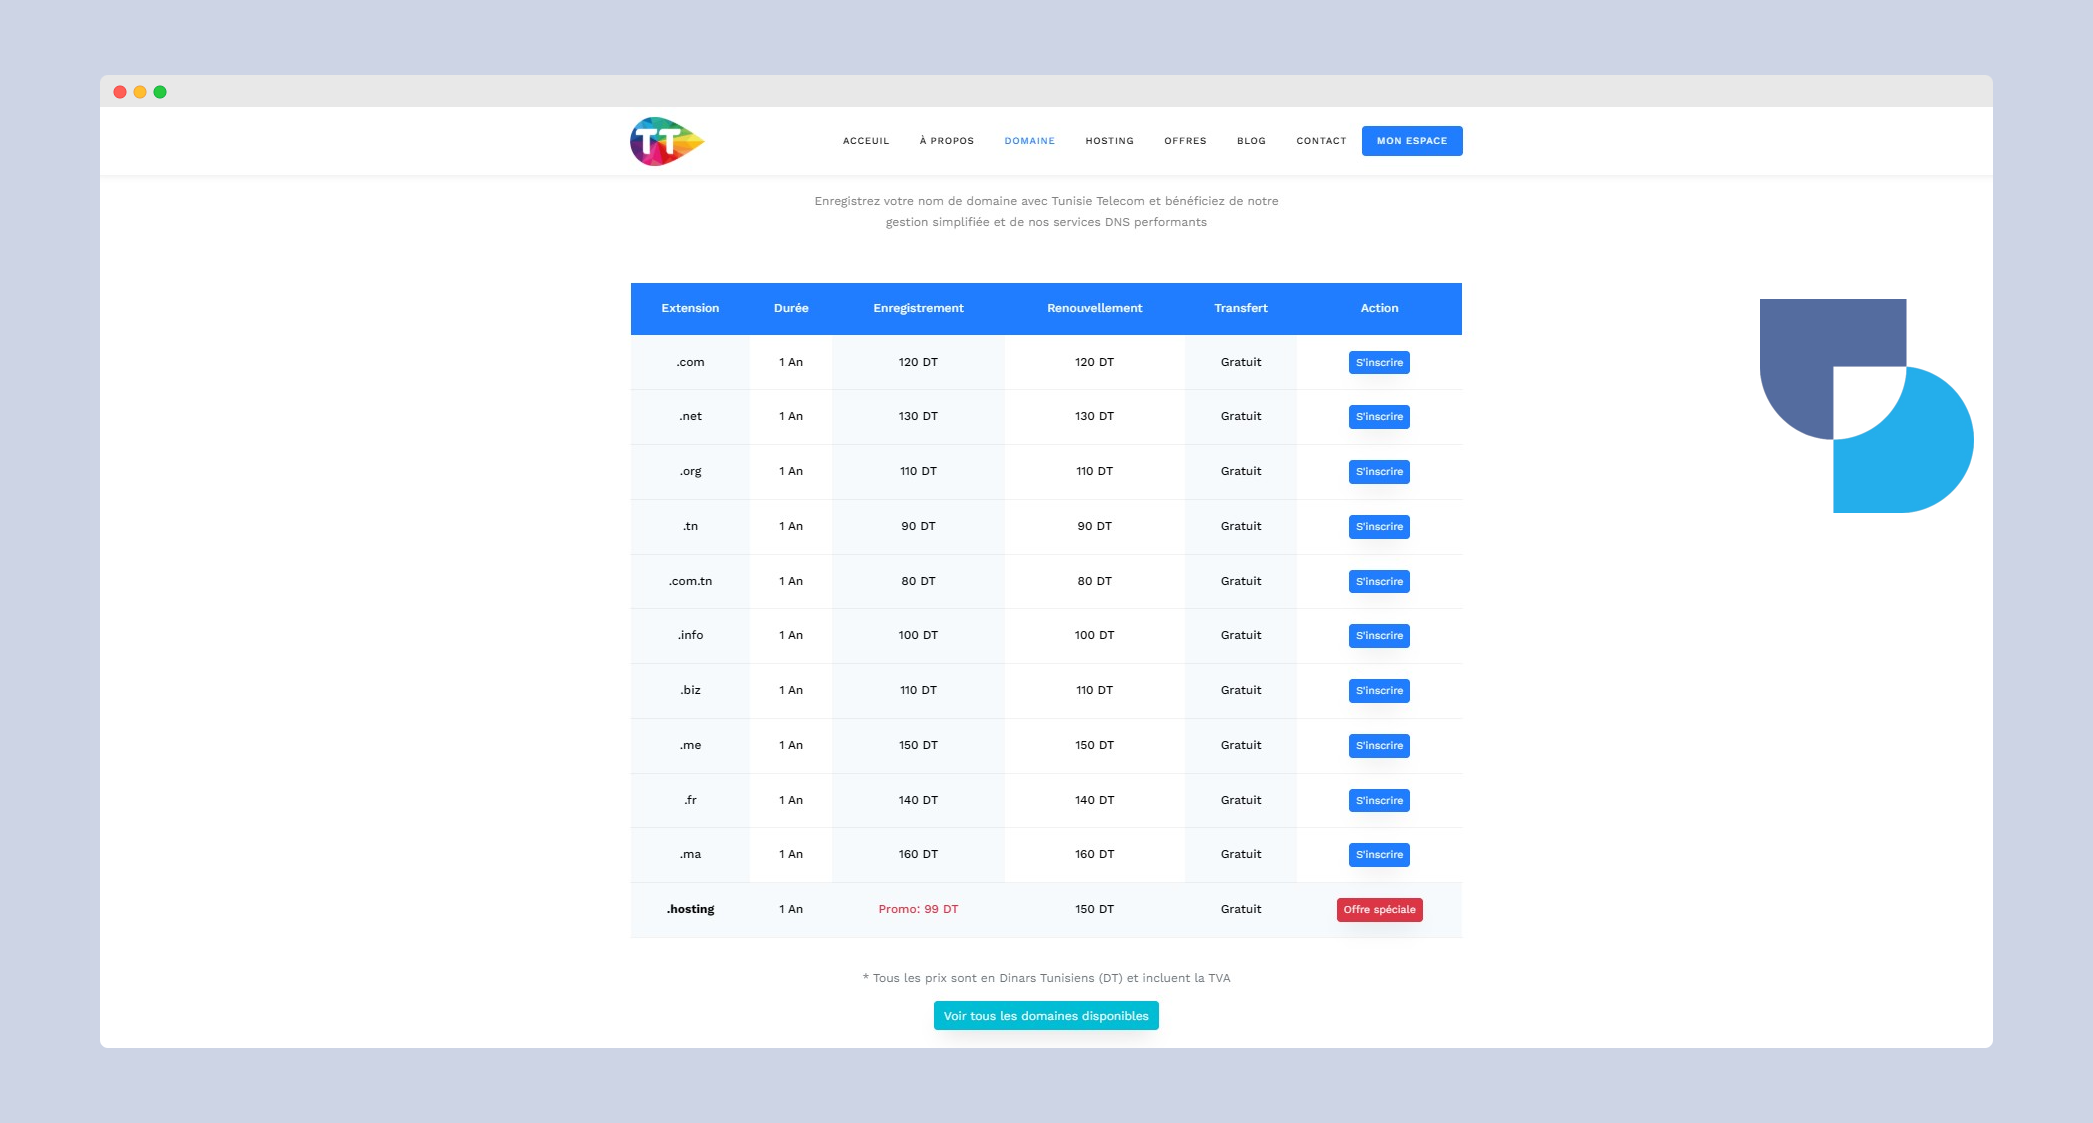 TT
ACCEUIL À PROPOS DOMAINE HOSTING OFFRES BLOG CONTACT MON ESPACE
Enregistrez votre nom de domaine avec Tunisie Telecom et bénéficiez de notre
gestion simplifiée et de nos services DNS performants
Extension Durée Enregistrement Renouvellement Transfert Action
.com 1 An 120 DT 120 DT Gratuit S'inscrire
.net 1 An 130 DT 130 DT Gratuit S'inscrire
.org 1 An 110 DT 110 DT Gratuit S'inscrire
.tn 1 An 90 DT 90 DT Gratuit S'inscrire
.com.tn 1 An 80 DT 80 DT Gratuit S'inscrire
.info 1 An 100 DT 100 DT Gratuit S'inscrire
.biz 1 An 110 DT 110 DT Gratuit S'inscrire
.me 1 An 150 DT 150 DT Gratuit S'inscrire
.fr 1 An 140 DT 140 DT Gratuit S'inscrire
.ma 1 An 160 DT 160 DT Gratuit S'inscrire
.hosting 1 An Promo: 99 DT 150 DT Gratuit Offre spéciale
* Tous les prix sont en Dinars Tunisiens (DT) et incluent la TVA
Voir tous les domaines disponibles